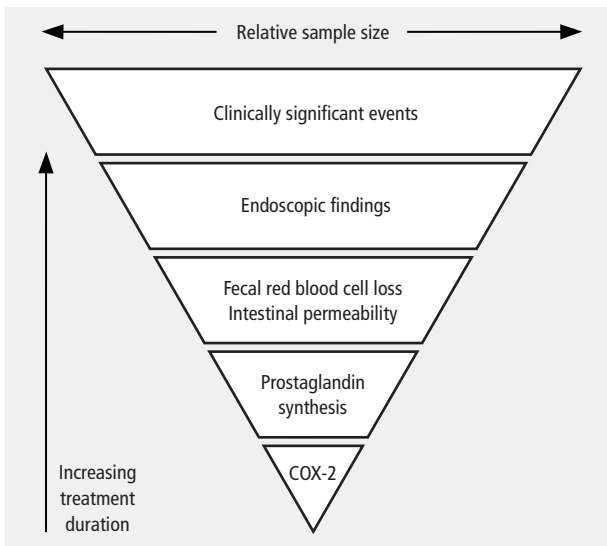 Relative sample size
Clinically significant events
Endoscopic findings
Fecal red blood cell loss
Intestinal permeability
Prostaglandin
synthesis
COX-2
Increasing
treatment
duration